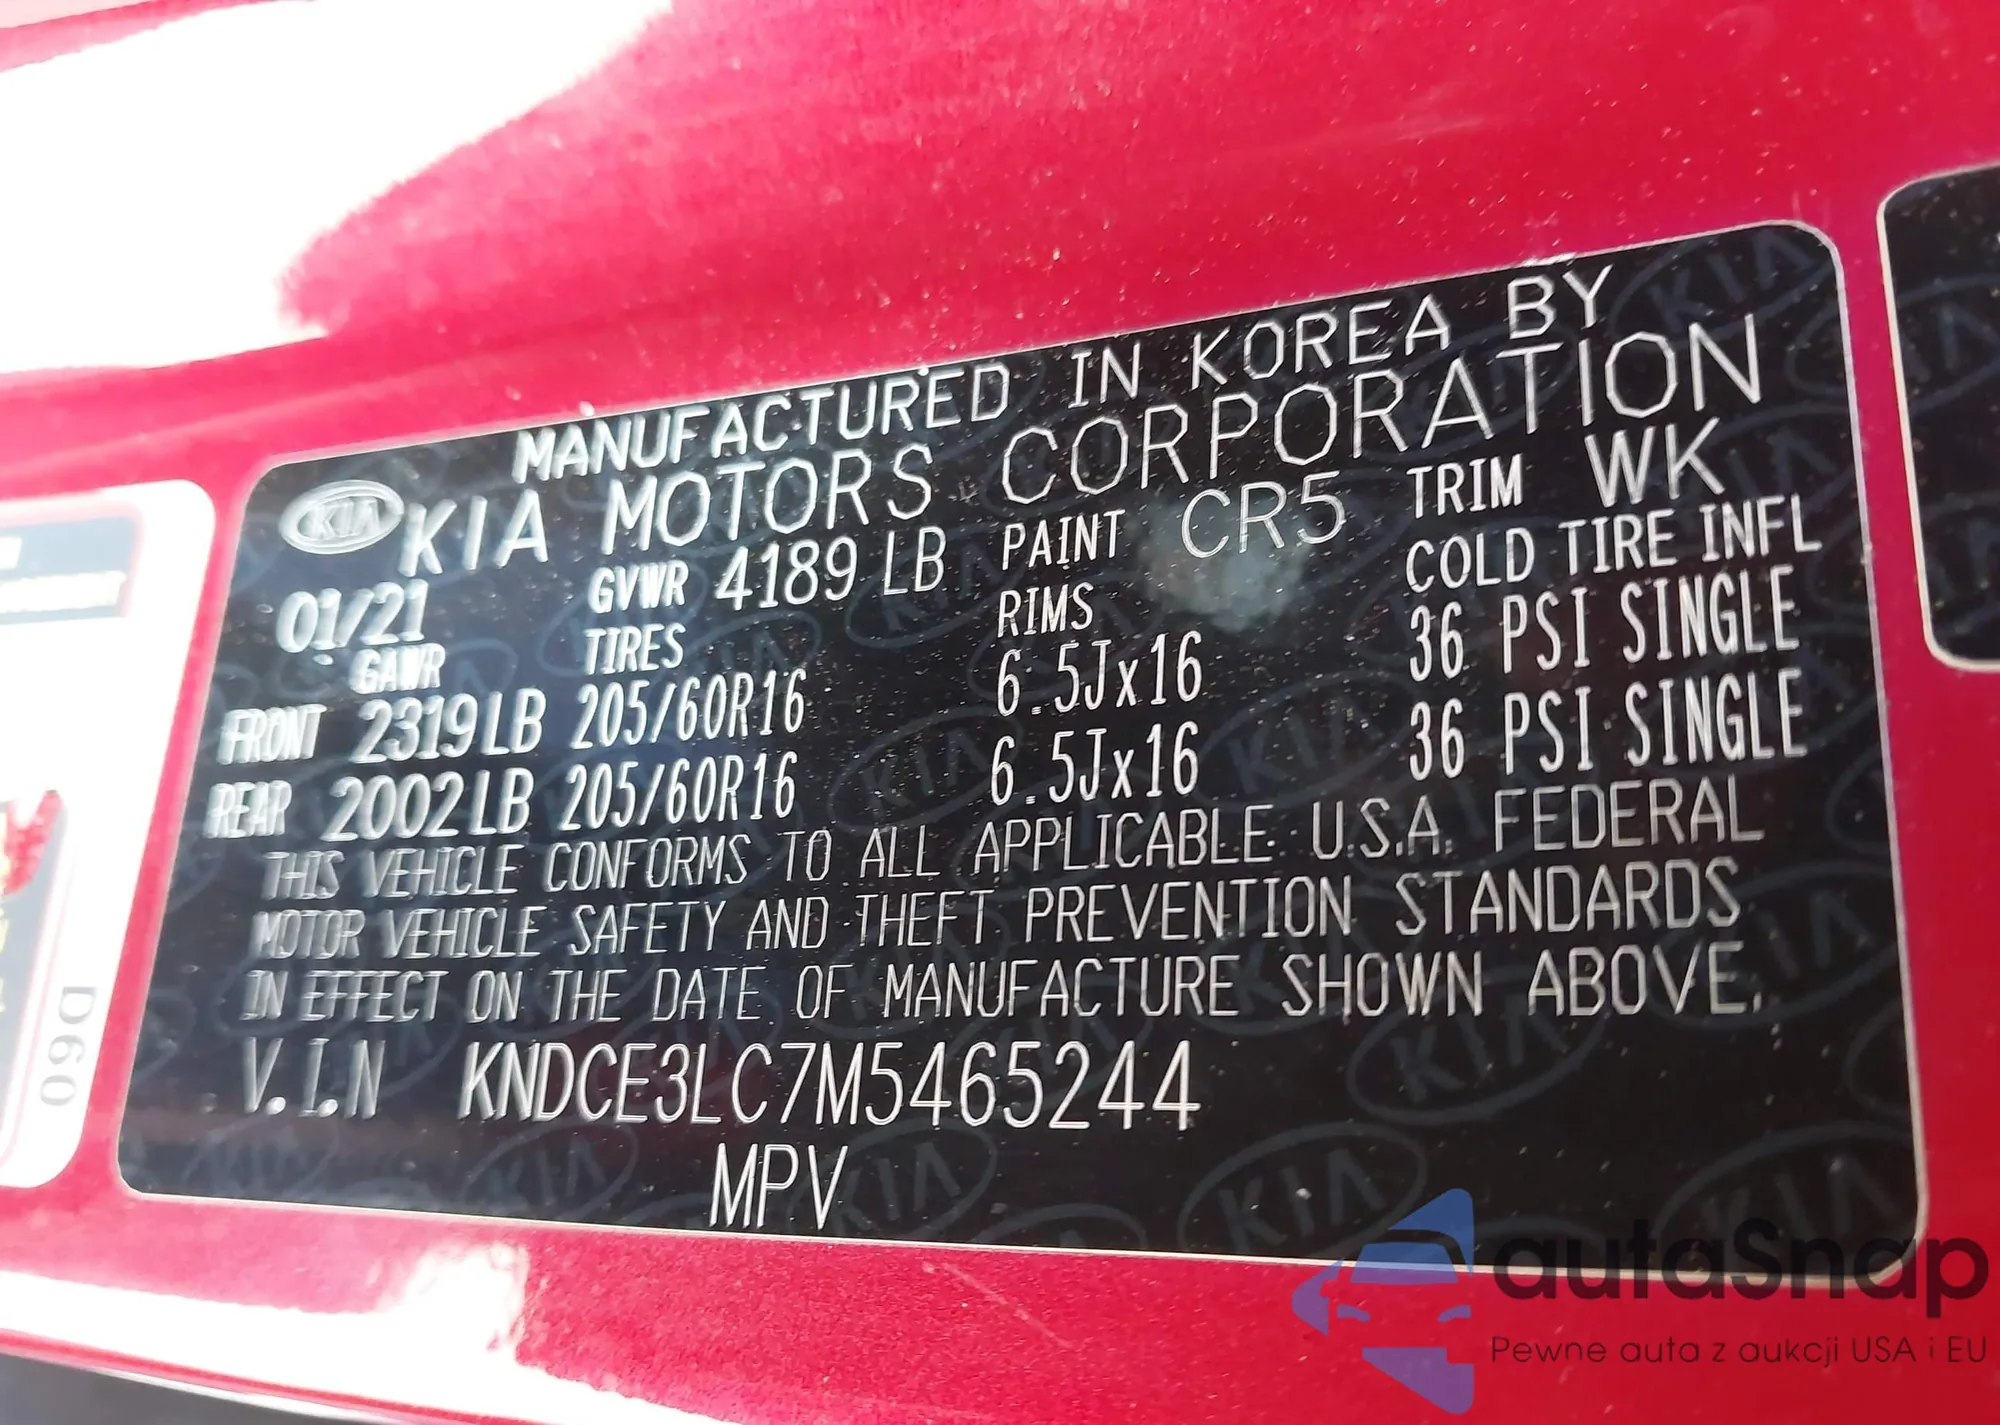 MANUFACTURED IN KOREA BY
KIA KIA MOTORS CORPORATION
01/21 GVWR 4189 LB PAINT CR5 TRIM WK
GAWR TIRES RIMS COLD TIRE INFL
FRONT 2319 LB 205/60R16 6.5Jx16 36 PSI SINGLE
REAR 2002 LB 205/60R16 6.5Jx16 36 PSI SINGLE
THIS VEHICLE CONFORMS TO ALL APPLICABLE U.S.A. FEDERAL
MOTOR VEHICLE SAFETY AND THEFT PREVENTION STANDARDS
IN EFFECT ON THE DATE OF MANUFACTURE SHOWN ABOVE.
V.I.N KNDCE3LC7M5465244
MPV
D60
autaSnap
Pewne auta z aukcji USA i EU